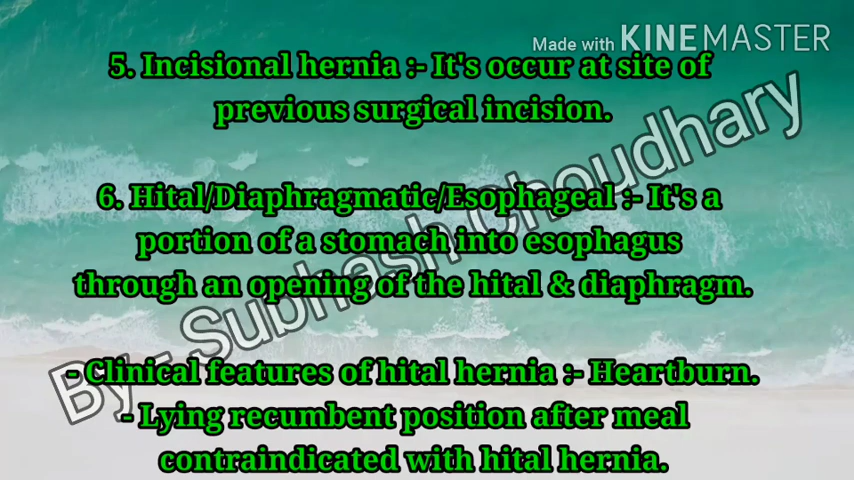 Made with KINEMASTER
5. Incisional hernia :- It's occur at site of
previous surgical incision.
6. Hital/Diaphragmatic/Esophageal :- It's a
portion of a stomach into esophagus
through an opening of the hital & diaphragm.
By:- Subhash Choudhary
- Clinical features of hital hernia :- Heartburn.
- Lying recumbent position after meal
contraindicated with hital hernia.